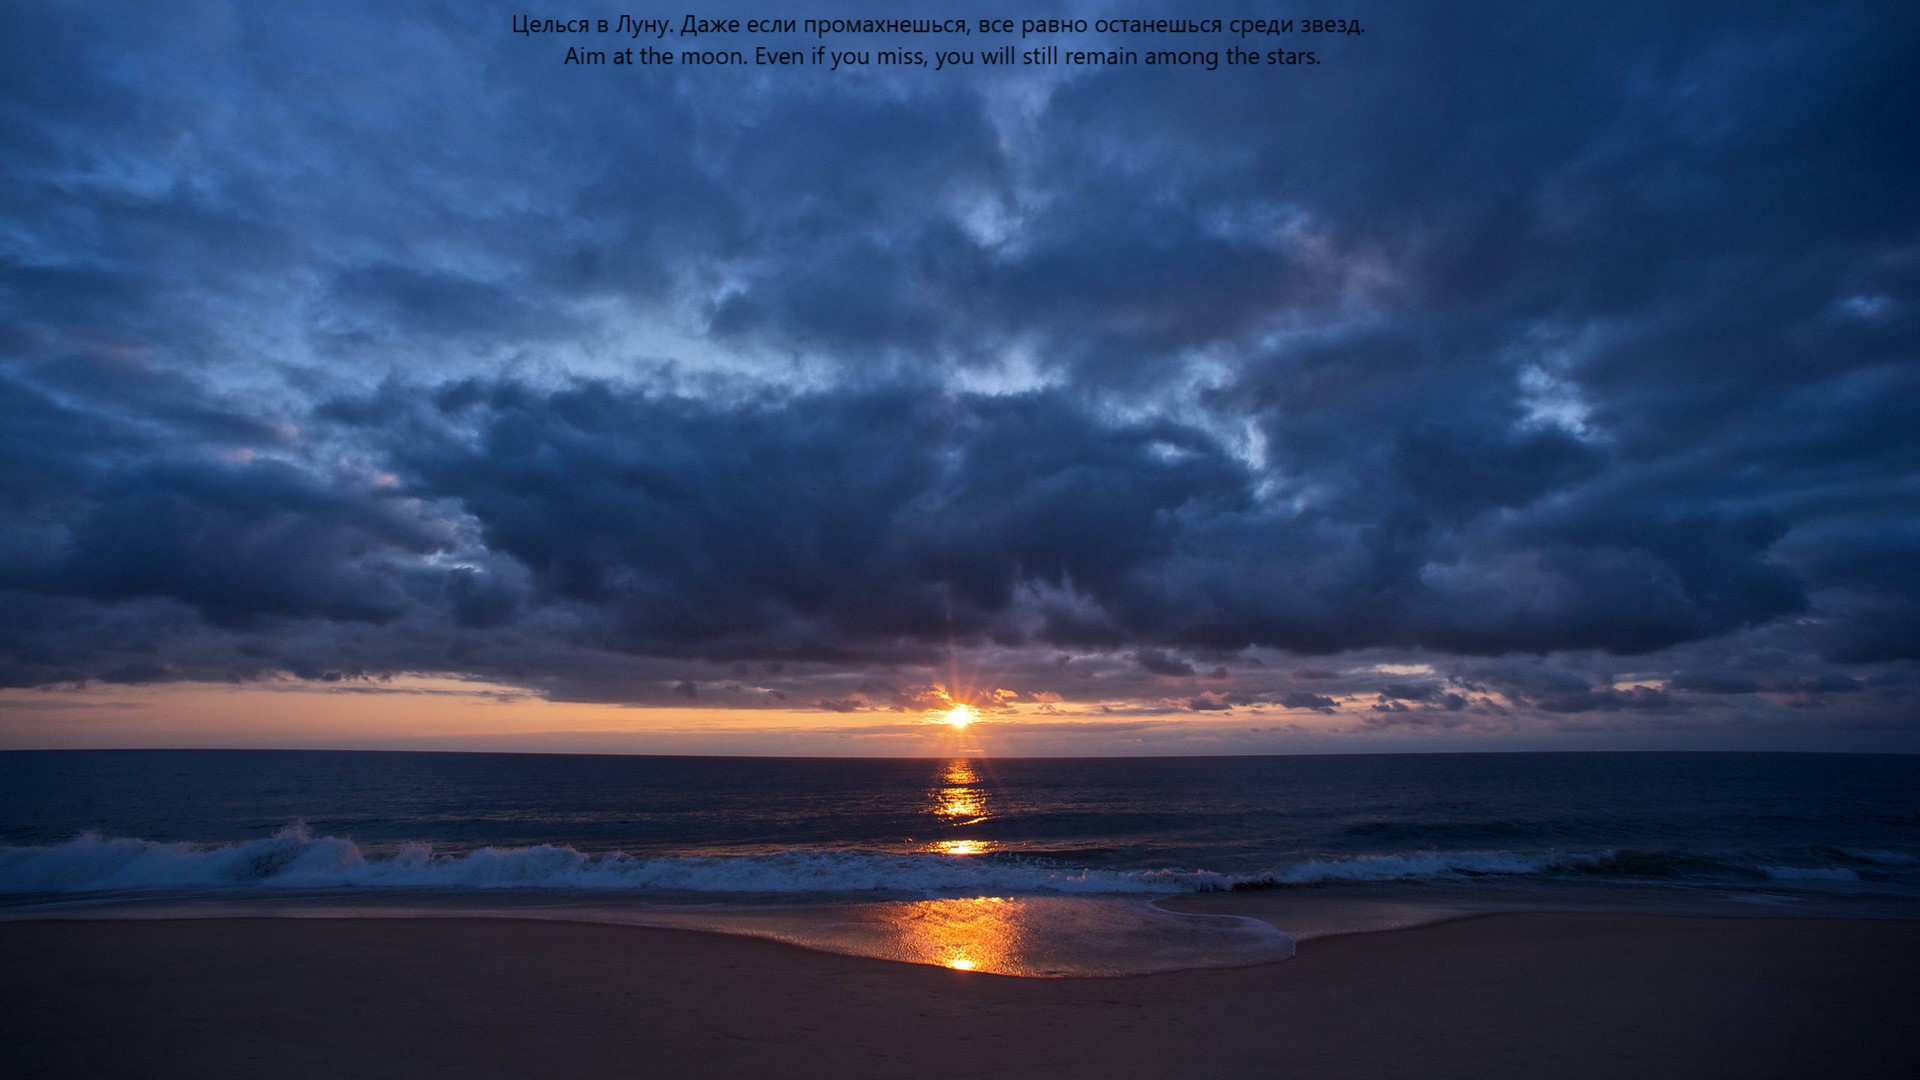 Целься в Луну. Даже если промахнешься, все равно останешься среди звезд.
Aim at the moon. Even if you miss, you will still remain among the stars.